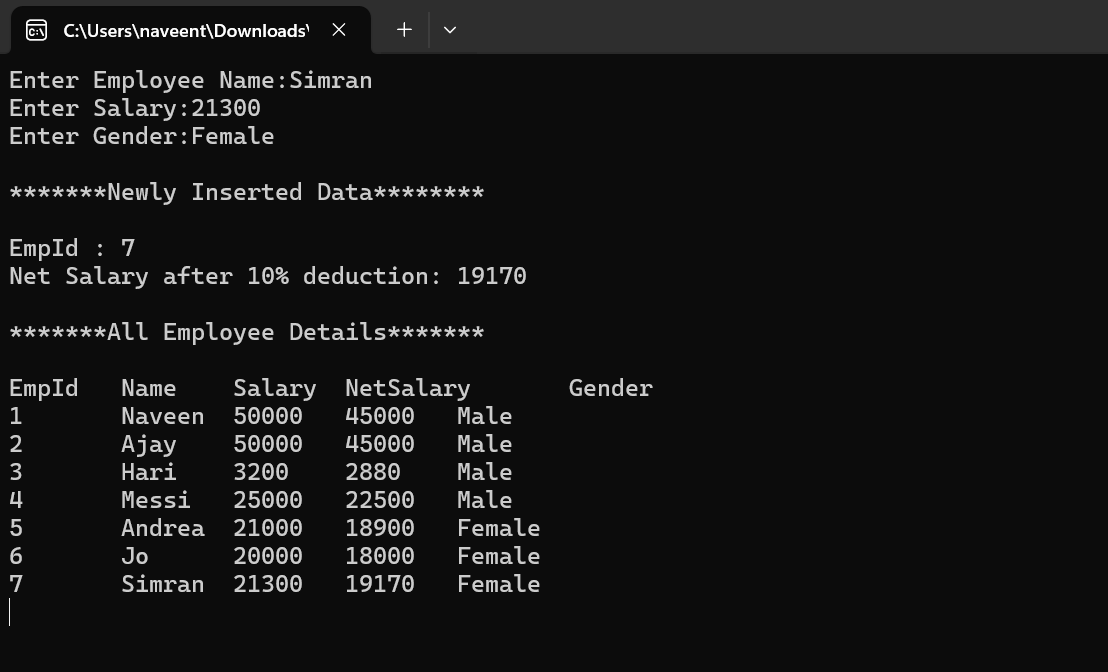 C:\Users\naveent\Downloads\
Enter Employee Name:Simran
Enter Salary:21300
Enter Gender:Female
*******Newly Inserted Data********
EmpId : 7
Net Salary after 10% deduction: 19170
*******All Employee Details*******
EmpId Name Salary NetSalary Gender
1 Naveen 50000 45000 Male
2 Ajay 50000 45000 Male
3 Hari 3200 2880 Male
4 Messi 25000 22500 Male
5 Andrea 21000 18900 Female
6 Jo 20000 18000 Female
7 Simran 21300 19170 Female